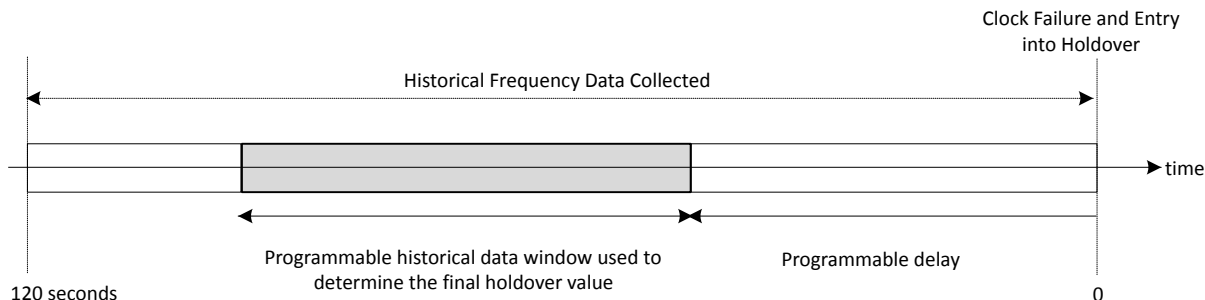 Clock Failure and Entry
into Holdover
Historical Frequency Data Collected
time
Programmable historical data window used to
determine the final holdover value
Programmable delay
120 seconds
0